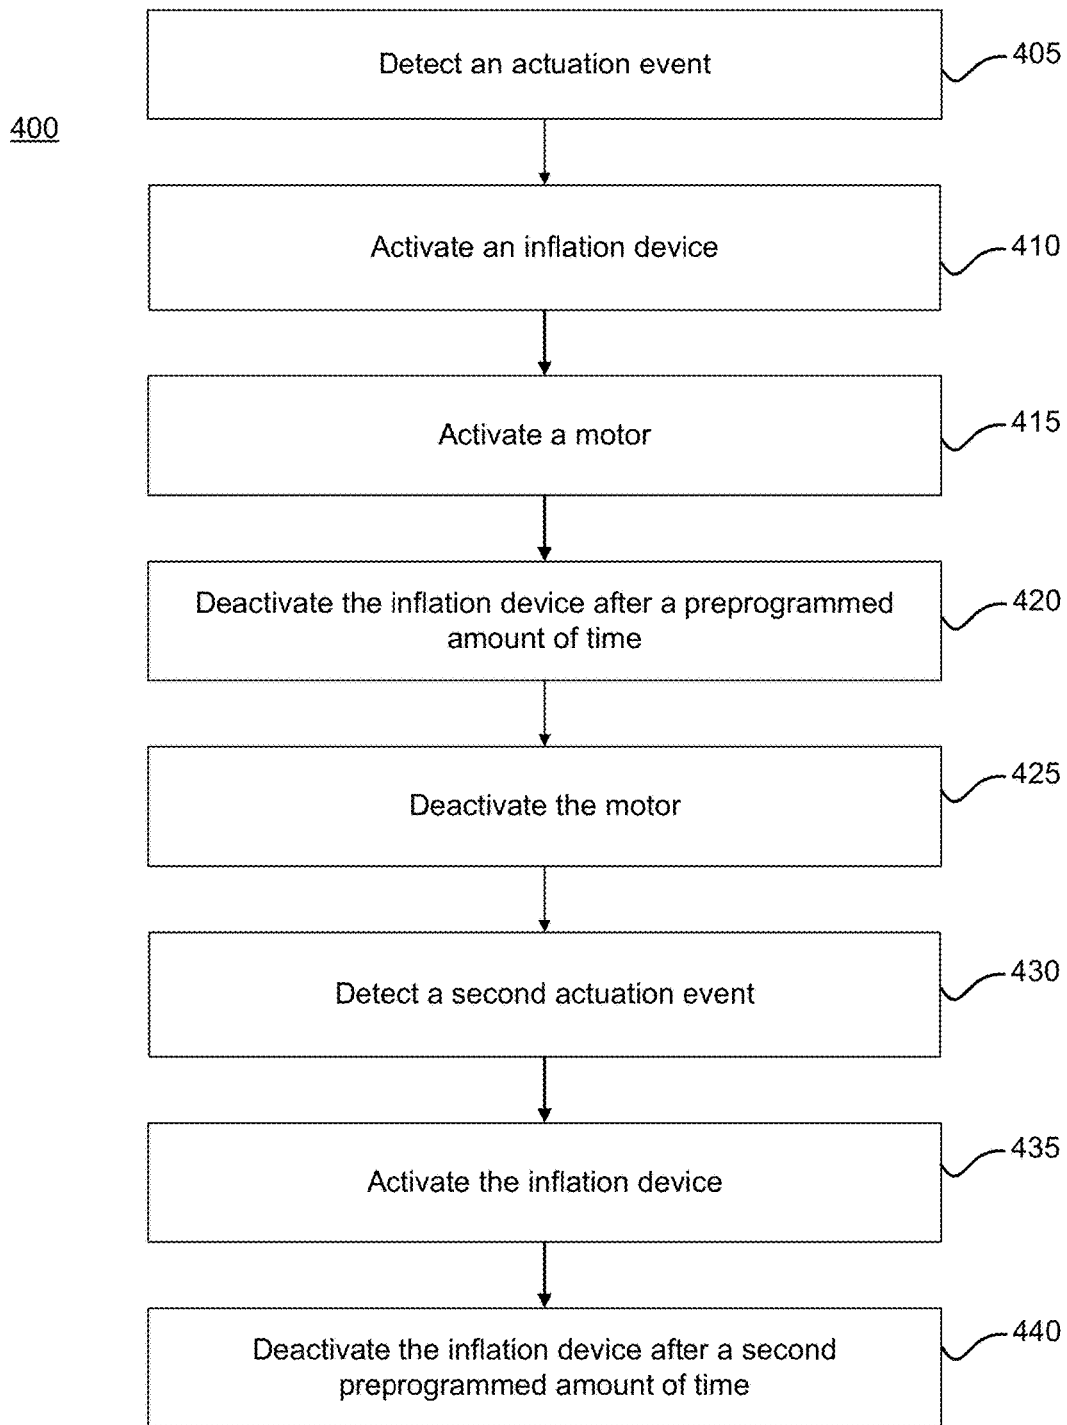 Detect an actuation event
405
400
Activate an inflation device
410
Activate a motor
415
Deactivate the inflation device after a preprogrammed
amount of time
420
Deactivate the motor
425
Detect a second actuation event
430
Activate the inflation device
435
Deactivate the inflation device after a second
preprogrammed amount of time
440